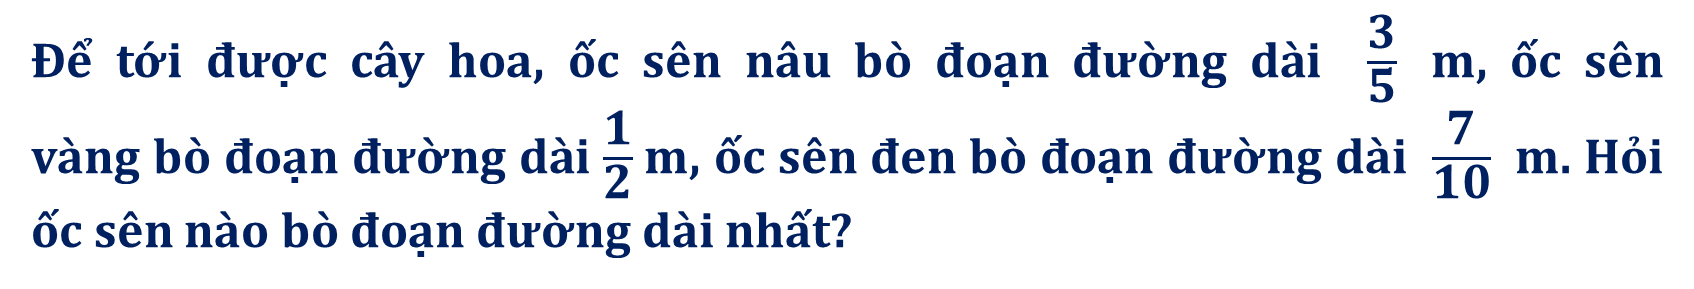 Để tới được cây hoa, ốc sên nâu bò đoạn đường dài 3/5 m, ốc sên
vàng bò đoạn đường dài 1/2 m, ốc sên đen bò đoạn đường dài 7/10 m. Hỏi
ốc sên nào bò đoạn đường dài nhất?